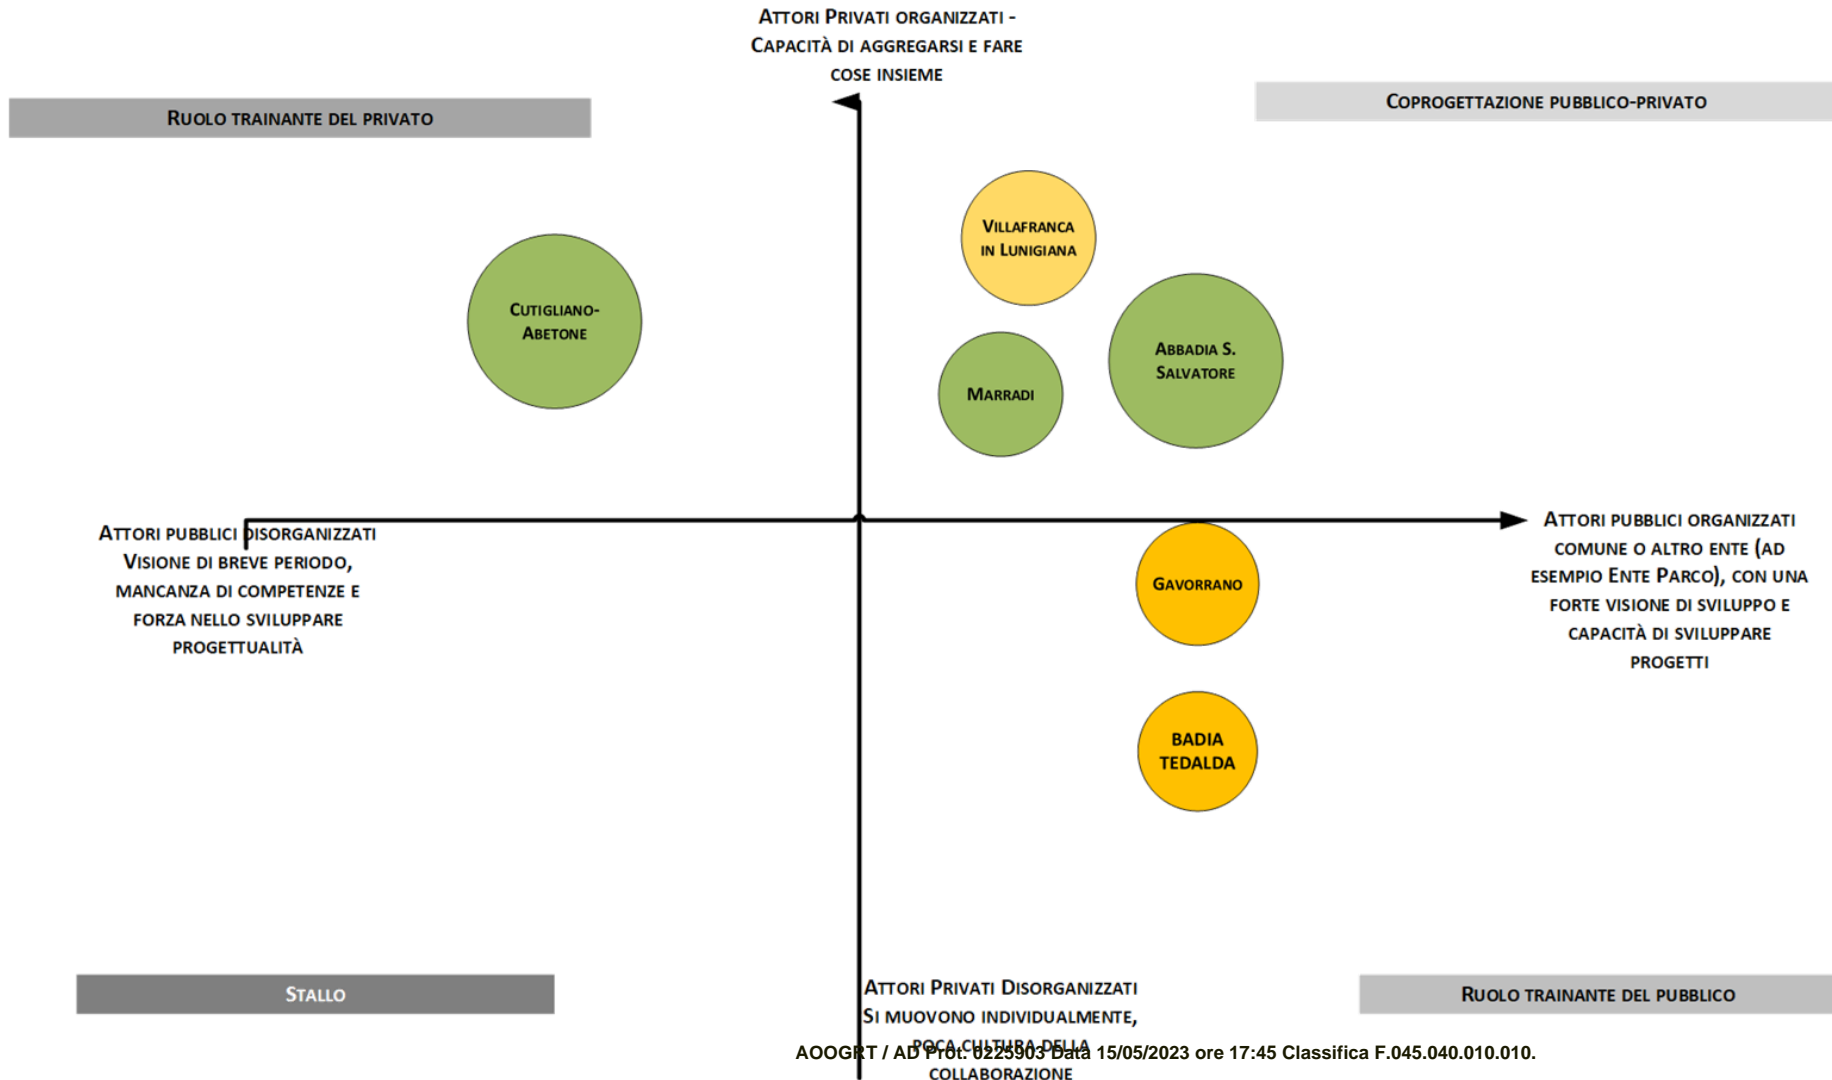 Attori Privati organizzati -
Capacità di aggregarsi e fare
cose insieme
Ruolo trainante del privato
Coprogettazione pubblico-privato
Villafranca
in Lunigiana
Cutigliano-
Abetone
Abbadia S.
Salvatore
Marradi
Attori pubblici disorganizzati
Visione di breve periodo,
mancanza di competenze e
forza nello sviluppare
progettualità
Attori pubblici organizzati
comune o altro ente (ad
esempio Ente Parco), con una
forte visione di sviluppo e
capacità di sviluppare
progetti
Gavorrano
BADIA
TEDALDA
Stallo
Ruolo trainante del pubblico
Attori Privati Disorganizzati
Si muovono individualmente,
poca cultura della
AOOGRT / AD Prot. 0225903 Data 15/05/2023 ore 17:45 Classifica F.045.040.010.010.
collaborazione